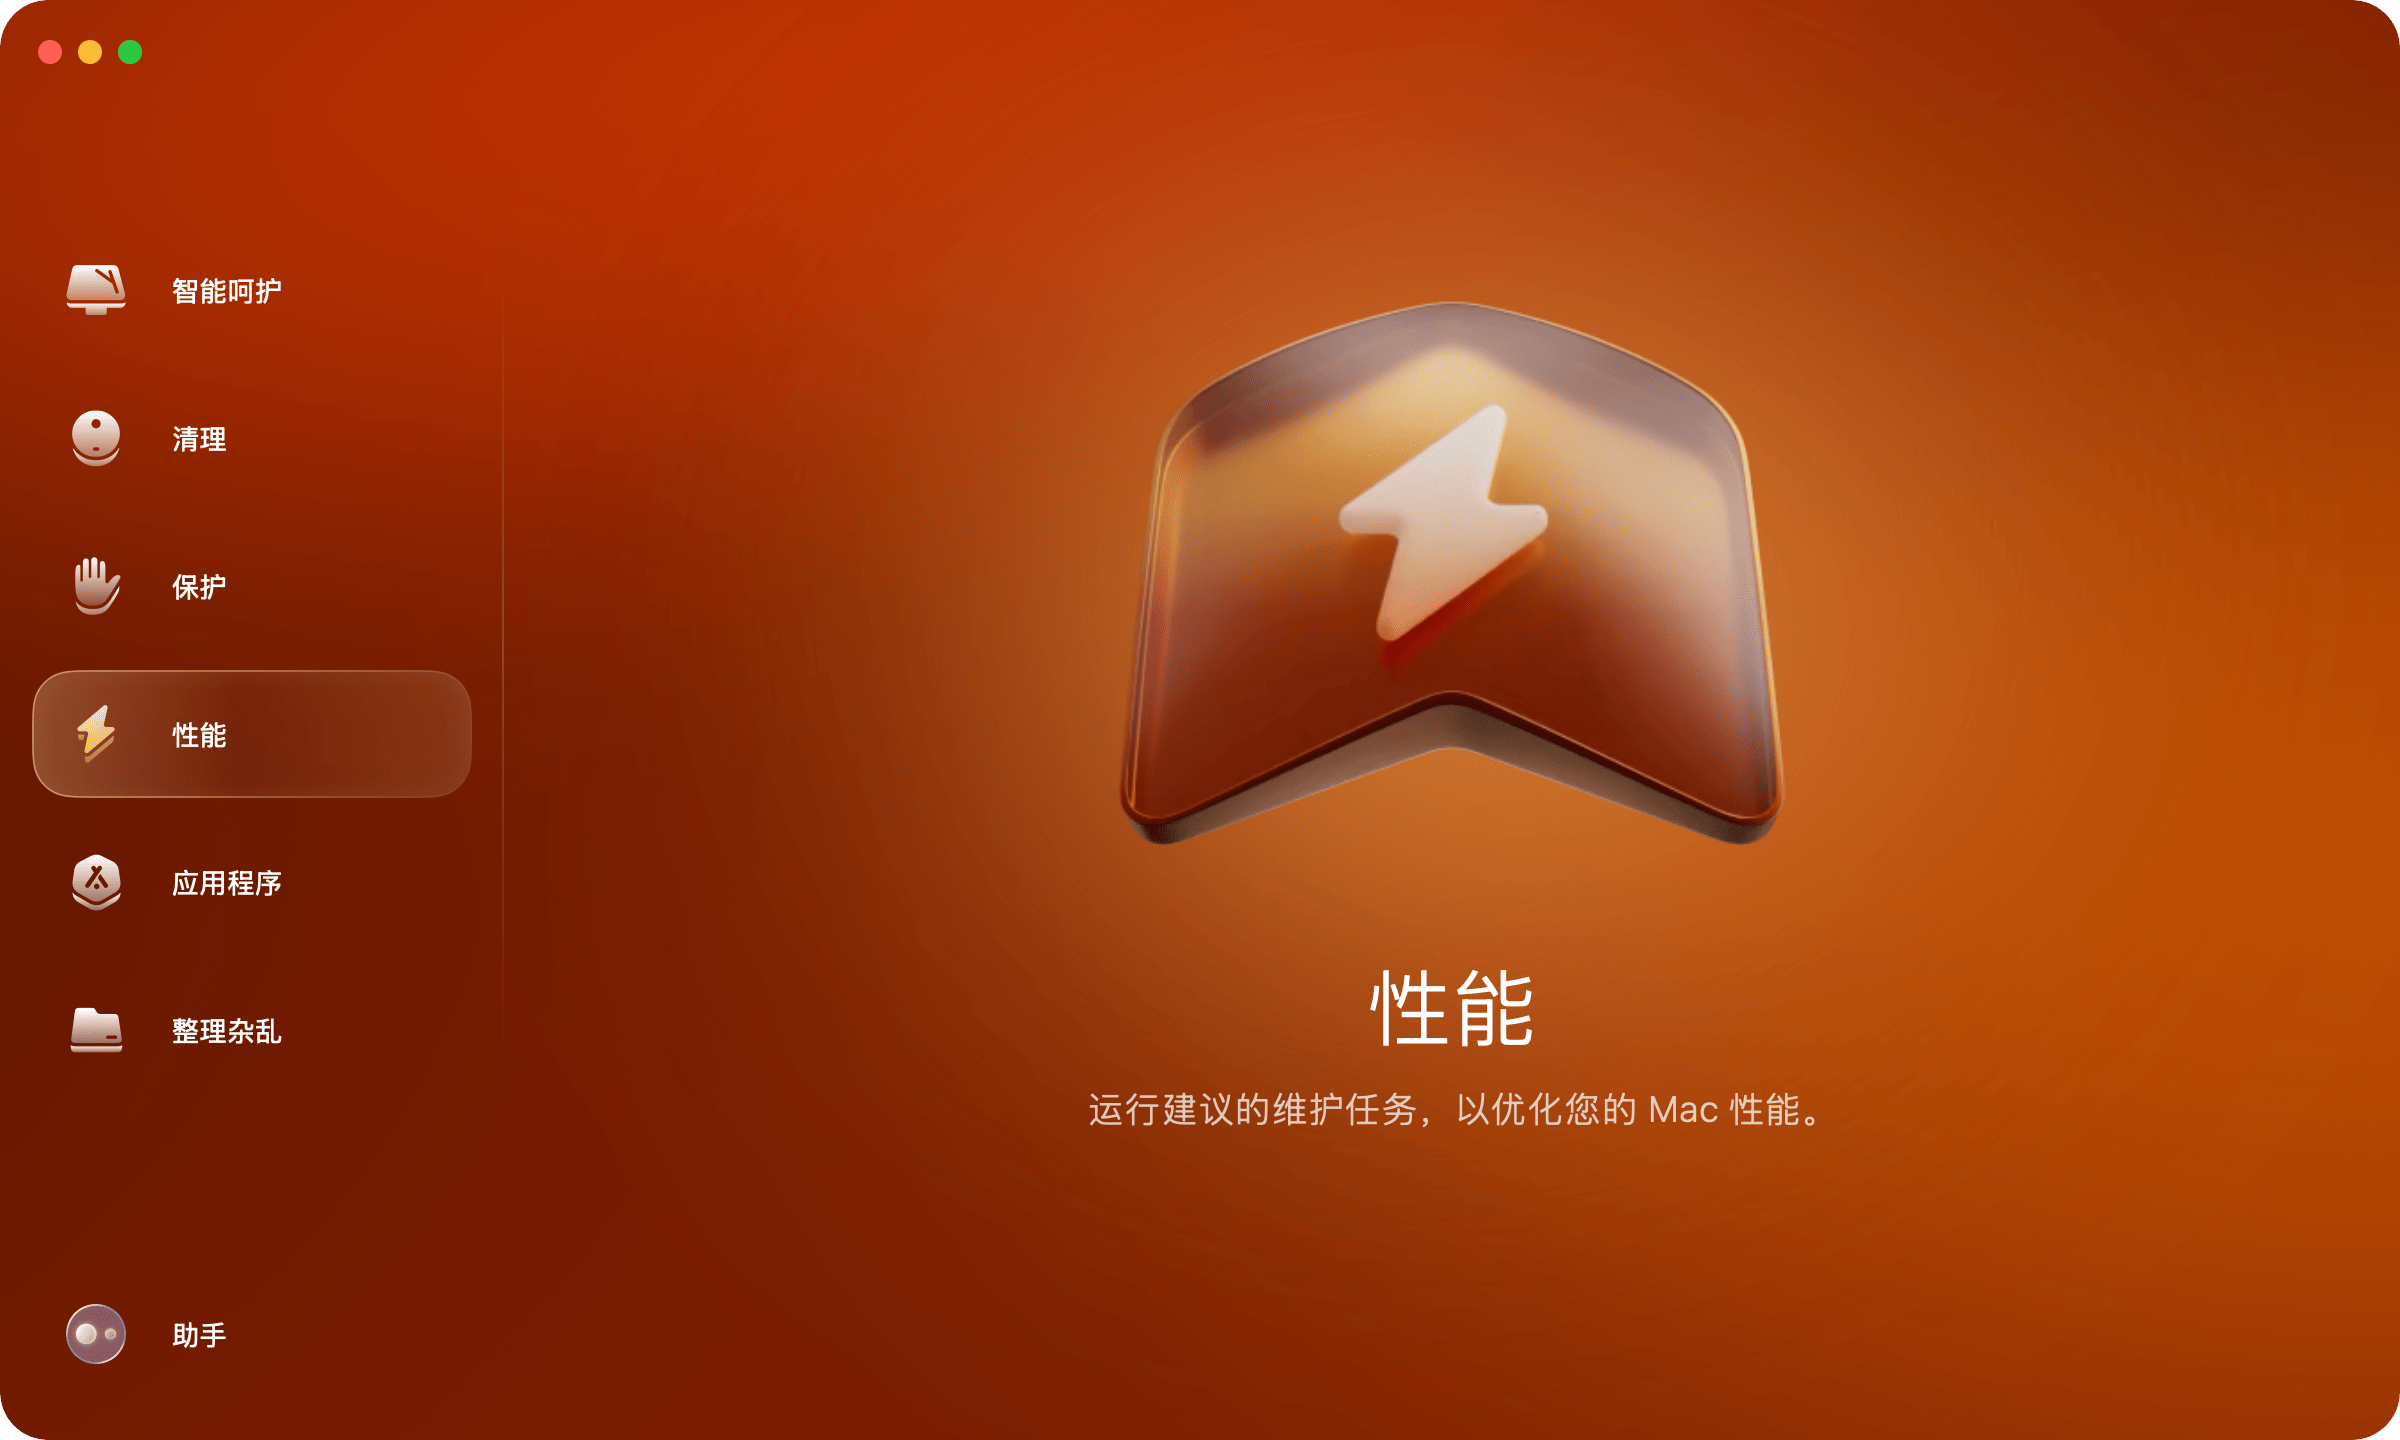 智能呵护
清理
保护
性能
应用程序
整理杂乱
助手
性能
运行建议的维护任务，以优化您的 Mac 性能。